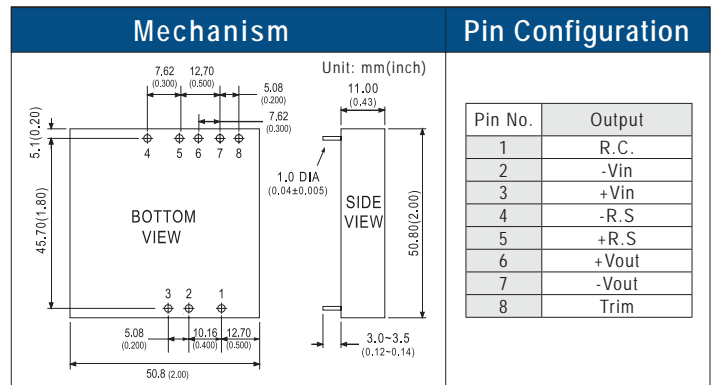 Mechanism
Pin Configuration
Unit: mm(inch)
7.62
(0.300)
12.70
(0.500)
5.08
(0.200)
7.62
(0.300)
11.00
(0.43)
5.1(0.20)
4 5 6 7 8
1.0 DIA
(0.04±0.005)
45.70(1.80)
BOTTOM
VIEW
SIDE
VIEW
50.80(2.00)
3 2 1
5.08
(0.200)
10.16
(0.400)
12.70
(0.500)
3.0~3.5
(0.12~0.14)
50.8 (2.00)
Pin No. Output
1 R.C.
2 -Vin
3 +Vin
4 -R.S
5 +R.S
6 +Vout
7 -Vout
8 Trim